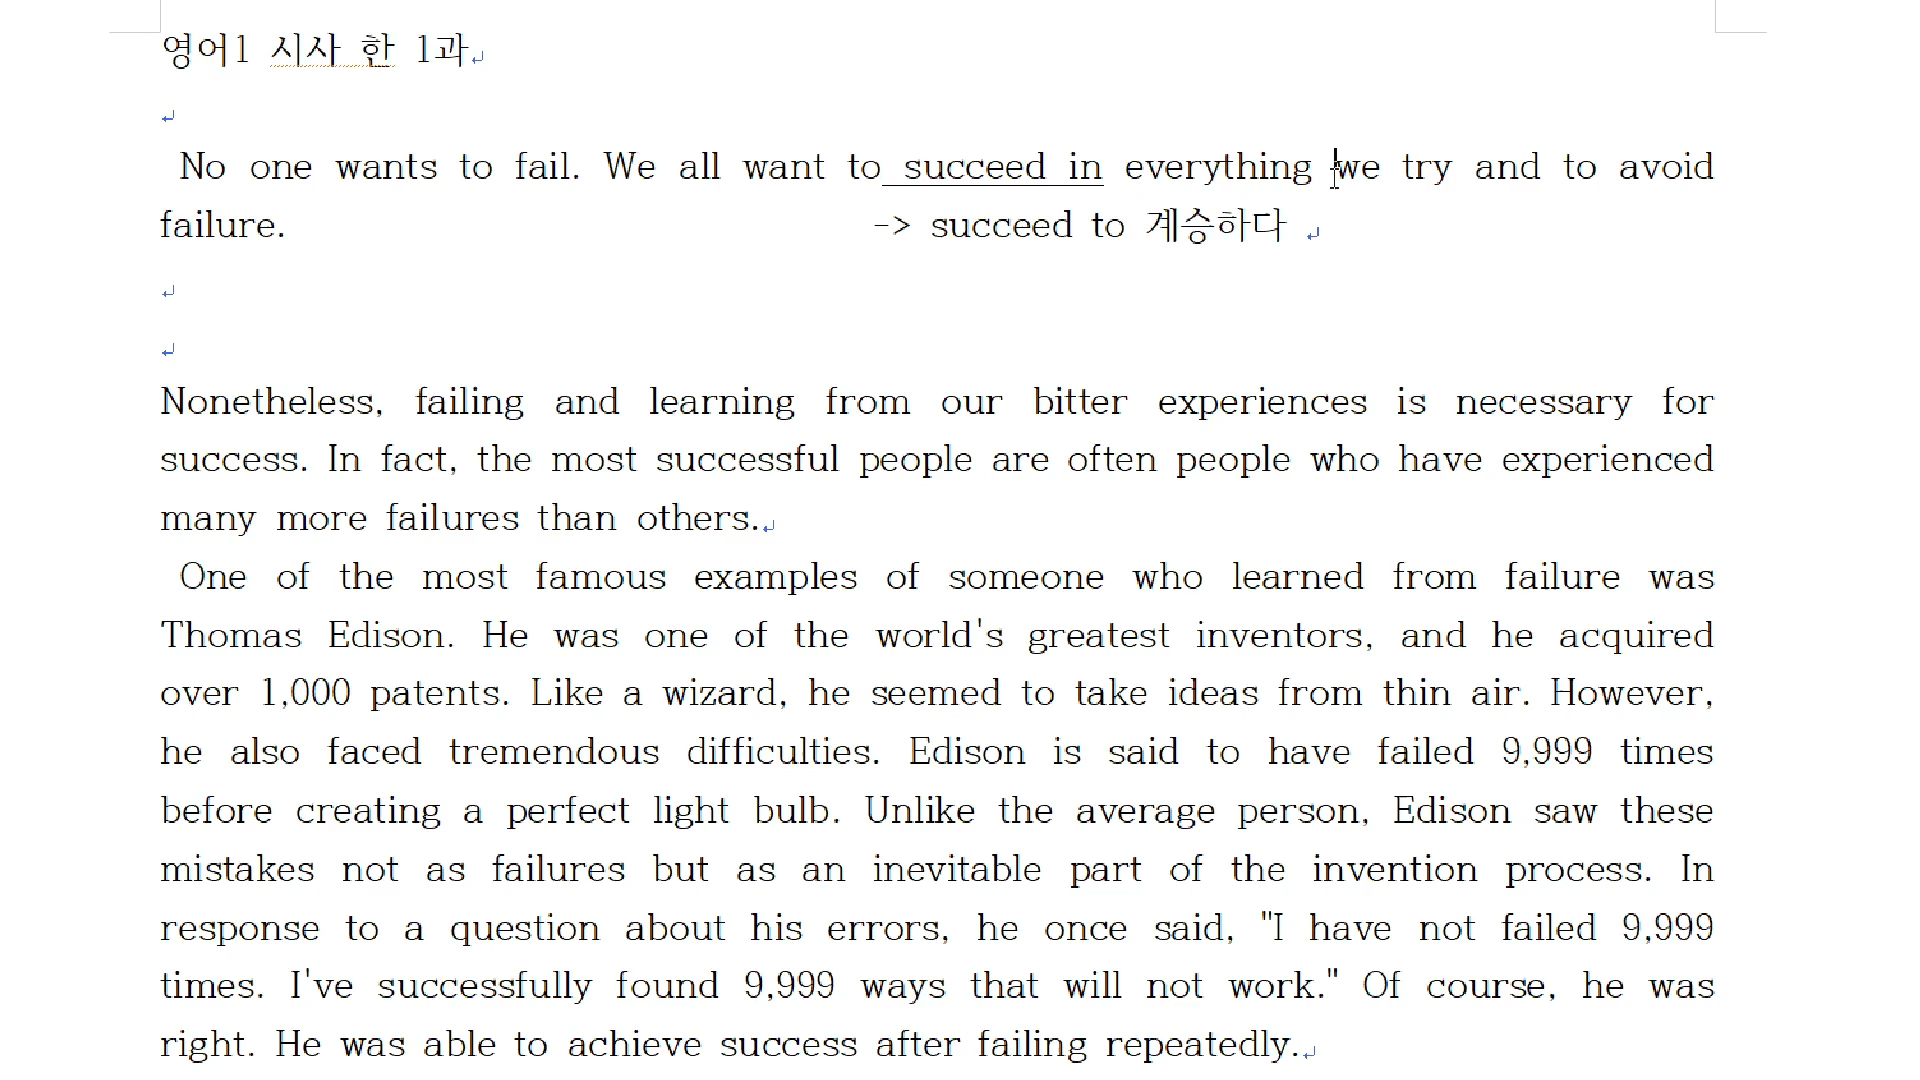 영어1 시사 한 1과
No one wants to fail. We all want to succeed in everything we try and to avoid
failure. -> succeed to 계승하다
Nonetheless, failing and learning from our bitter experiences is necessary for
success. In fact, the most successful people are often people who have experienced
many more failures than others.
One of the most famous examples of someone who learned from failure was
Thomas Edison. He was one of the world's greatest inventors, and he acquired
over 1,000 patents. Like a wizard, he seemed to take ideas from thin air. However,
he also faced tremendous difficulties. Edison is said to have failed 9,999 times
before creating a perfect light bulb. Unlike the average person, Edison saw these
mistakes not as failures but as an inevitable part of the invention process. In
response to a question about his errors, he once said, "I have not failed 9,999
times. I've successfully found 9,999 ways that will not work." Of course, he was
right. He was able to achieve success after failing repeatedly.